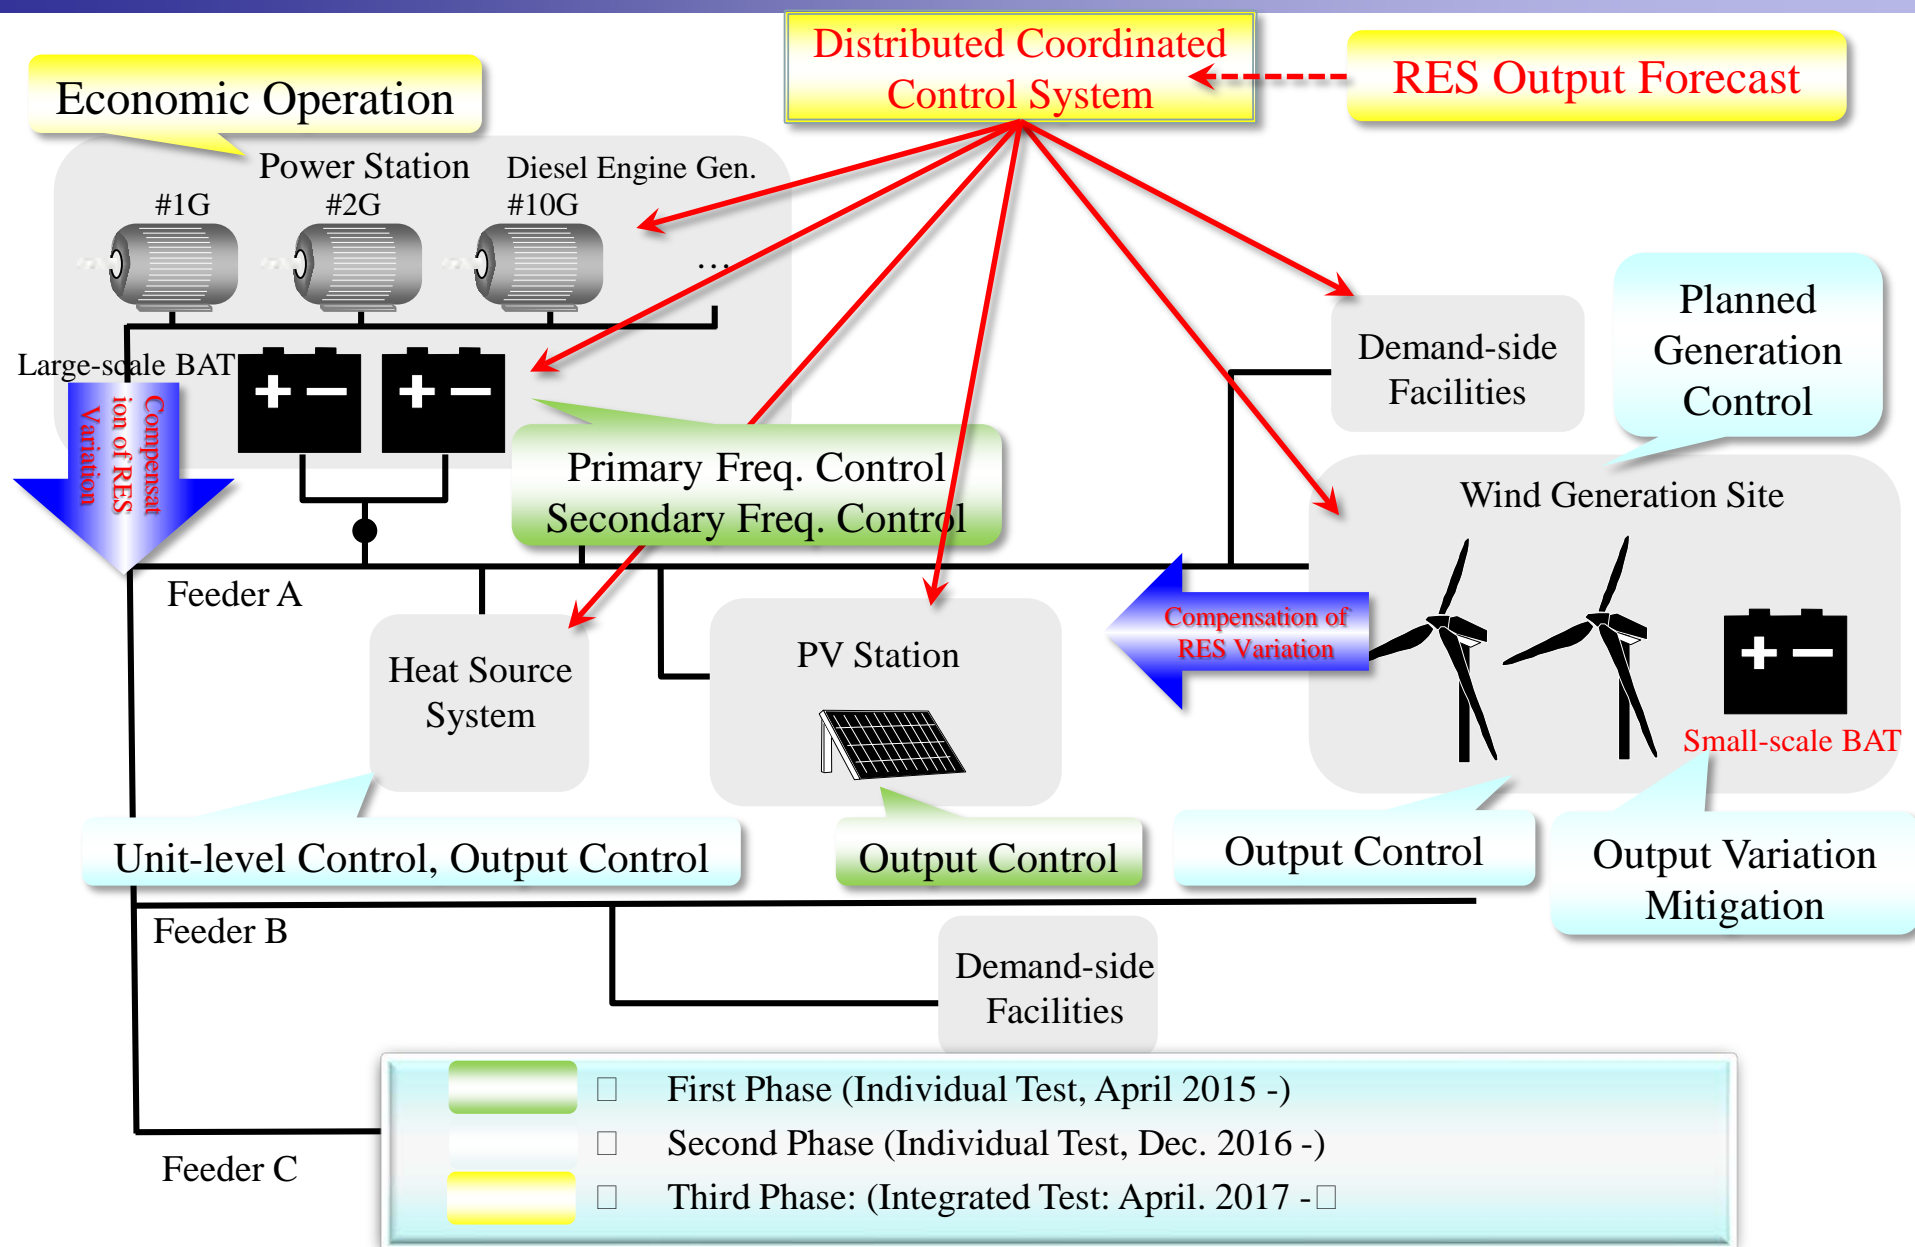 Distributed Coordinated
Control System
RES Output Forecast
Economic Operation
Power Station
Diesel Engine Gen.
#1G
#2G
#10G
...
Large-scale BAT
Compensat
ion of RES
Variation
Primary Freq. Control
Secondary Freq. Control
Demand-side
Facilities
Planned
Generation
Control
Wind Generation Site
Feeder A
Compensation of
RES Variation
Heat Source
System
PV Station
Small-scale BAT
Unit-level Control, Output Control
Output Control
Output Control
Output Variation
Mitigation
Feeder B
Demand-side
Facilities
Feeder C
□ First Phase (Individual Test, April 2015 -)
□ Second Phase (Individual Test, Dec. 2016 -)
□ Third Phase: (Integrated Test: April. 2017 -□